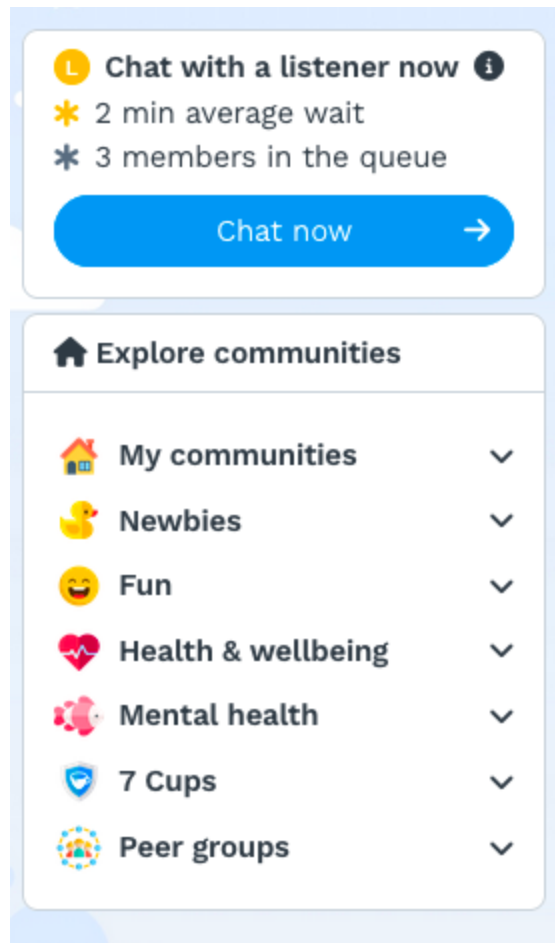 L Chat with a listener now i
2 min average wait
3 members in the queue
Chat now
Explore communities
My communities
Newbies
Fun
Health & wellbeing
Mental health
7 Cups
Peer groups